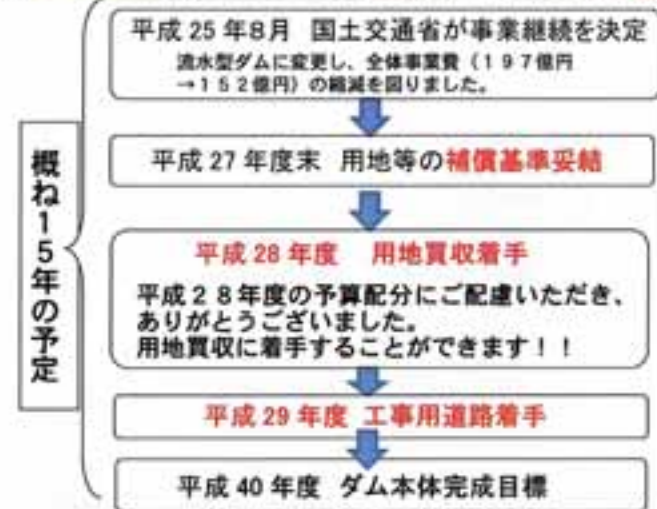 平成25年8月 国土交通省が事業継続を決定
流水型ダムに変更し、全体事業費（197億円
→152億円）の縮減を図りました。
平成27年度末 用地等の補償基準妥結
概ね15年の予定
平成28年度 用地買収着手
平成28年度の予算配分にご配慮いただき、
ありがとうございました。
用地買収に着手することができます！！
平成29年度 工事用道路着手
平成40年度 ダム本体完成目標